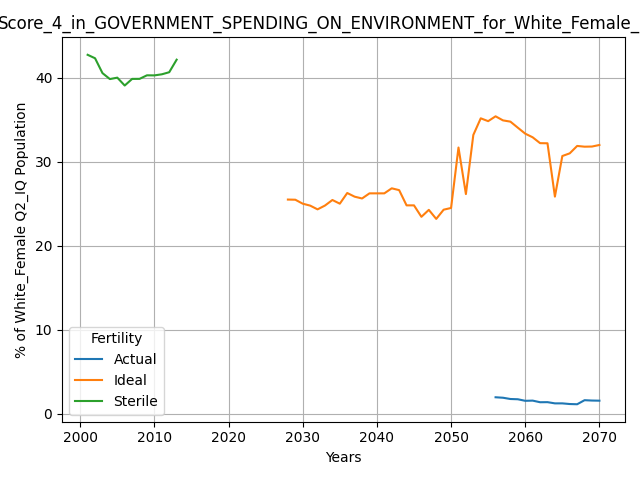 Score_4_in_GOVERNMENT_SPENDING_ON_ENVIRONMENT_for_White_Female_
% of White_Female Q2_IQ Population
40
30
20
10
0
Fertility
Actual
Ideal
Sterile
2000 2010 2020 2030 2040 2050 2060 2070
Years